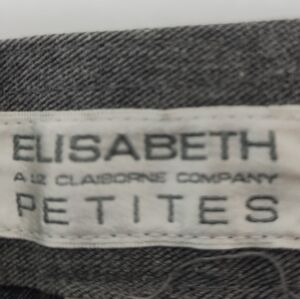 ELISABETH
A LIZ CLAIBORNE COMPANY
PETITES